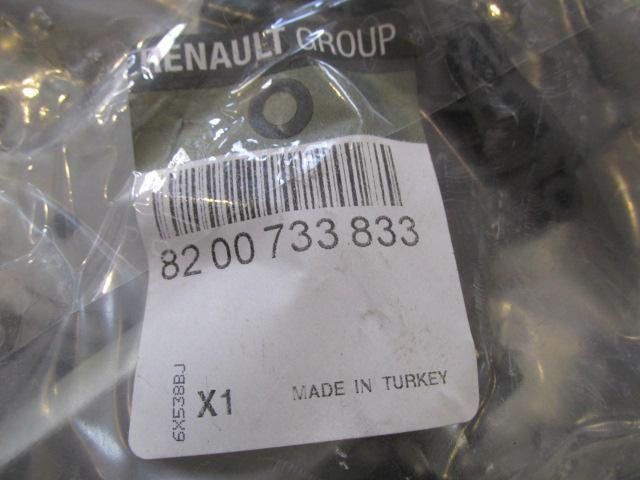 RENAULT GROUP
82 00 733 833
6X538BJ
X1
MADE IN TURKEY